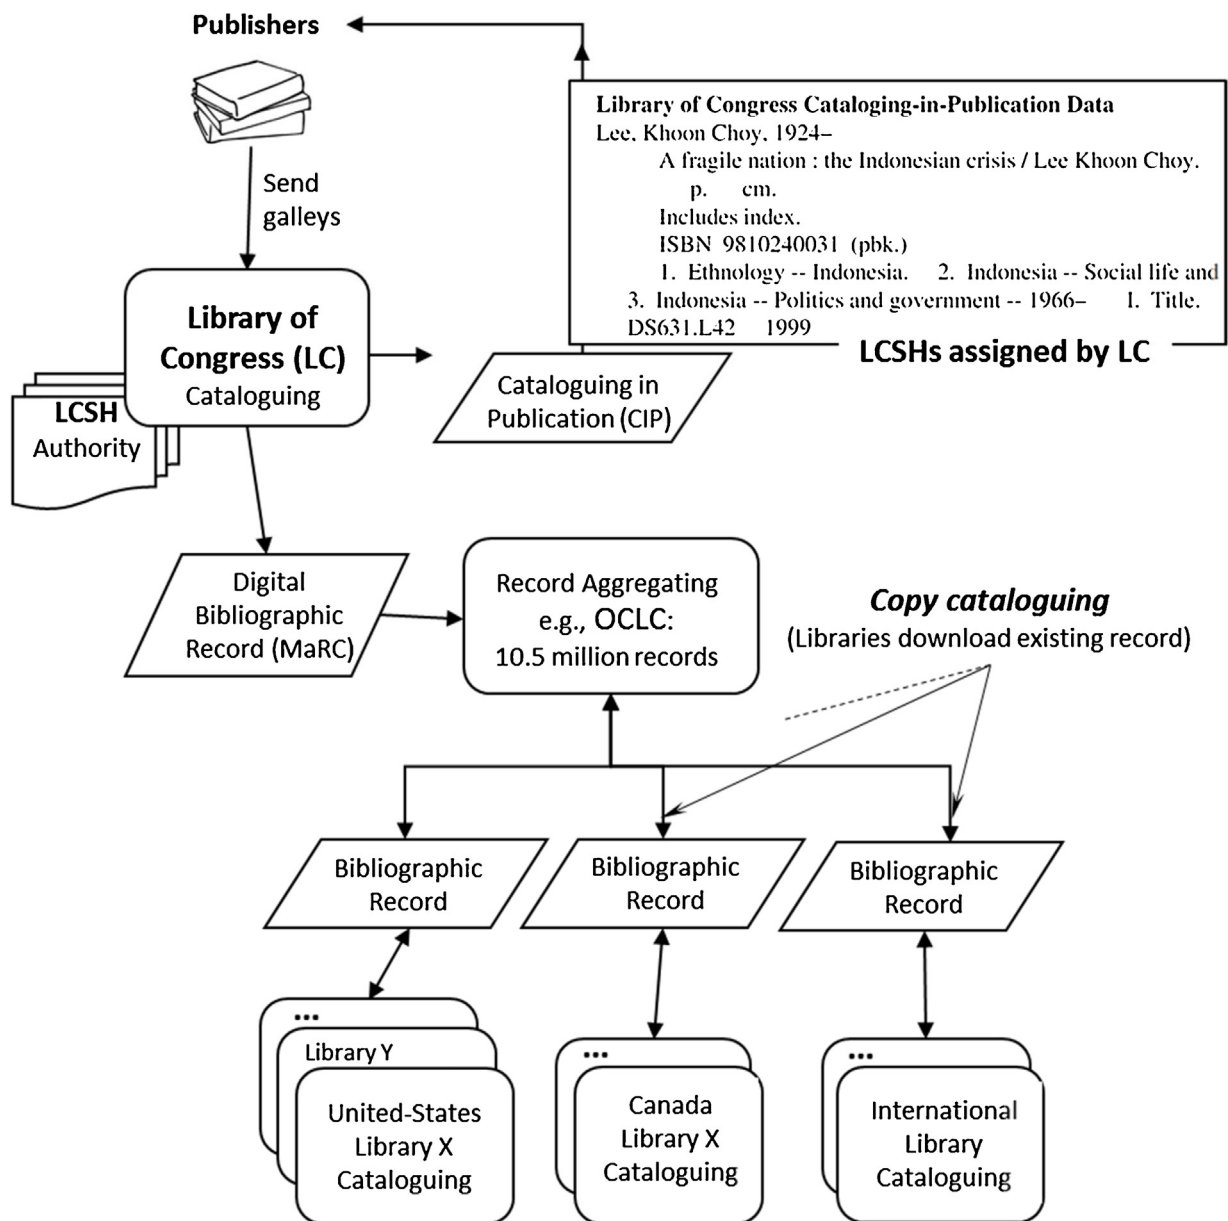 Publishers
Send
galleys
Library of Congress Cataloging-in-Publication Data
Lee, Khoon Choy, 1924–
A fragile nation : the Indonesian crisis / Lee Khoon Choy.
p. cm.
Includes index.
ISBN 9810240031 (pbk.)
1. Ethnology -- Indonesia. 2. Indonesia -- Social life and
3. Indonesia -- Politics and government -- 1966– I. Title.
DS631.L42 1999
LCSHs assigned by LC
Library of
Congress (LC)
Cataloguing
LCSH
Authority
Cataloguing in
Publication (CIP)
Digital
Bibliographic
Record (MaRC)
Record Aggregating
e.g., OCLC:
10.5 million records
Copy cataloguing
(Libraries download existing record)
Bibliographic
Record
Bibliographic
Record
Bibliographic
Record
...
Library Y
United-States
Library X
Cataloguing
...
Canada
Library X
Cataloguing
...
International
Library
Cataloguing